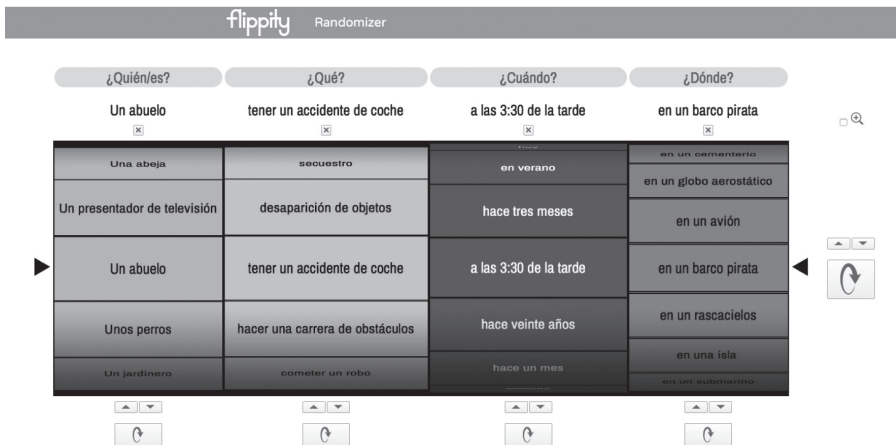 flippity Randomizer
¿Quién/es? ¿Qué? ¿Cuándo? ¿Dónde?
Un abuelo tener un accidente de coche a las 3:30 de la tarde en un barco pirata
Una abeja secuestro en verano en un cementerio
en un globo aerostático
Un presentador de televisión desaparición de objetos hace tres meses en un avión
Un abuelo tener un accidente de coche a las 3:30 de la tarde en un barco pirata
Unos perros hacer una carrera de obstáculos hace veinte años en un rascacielos
Un jardinero cometer un robo hace un mes en una isla
en un submarino